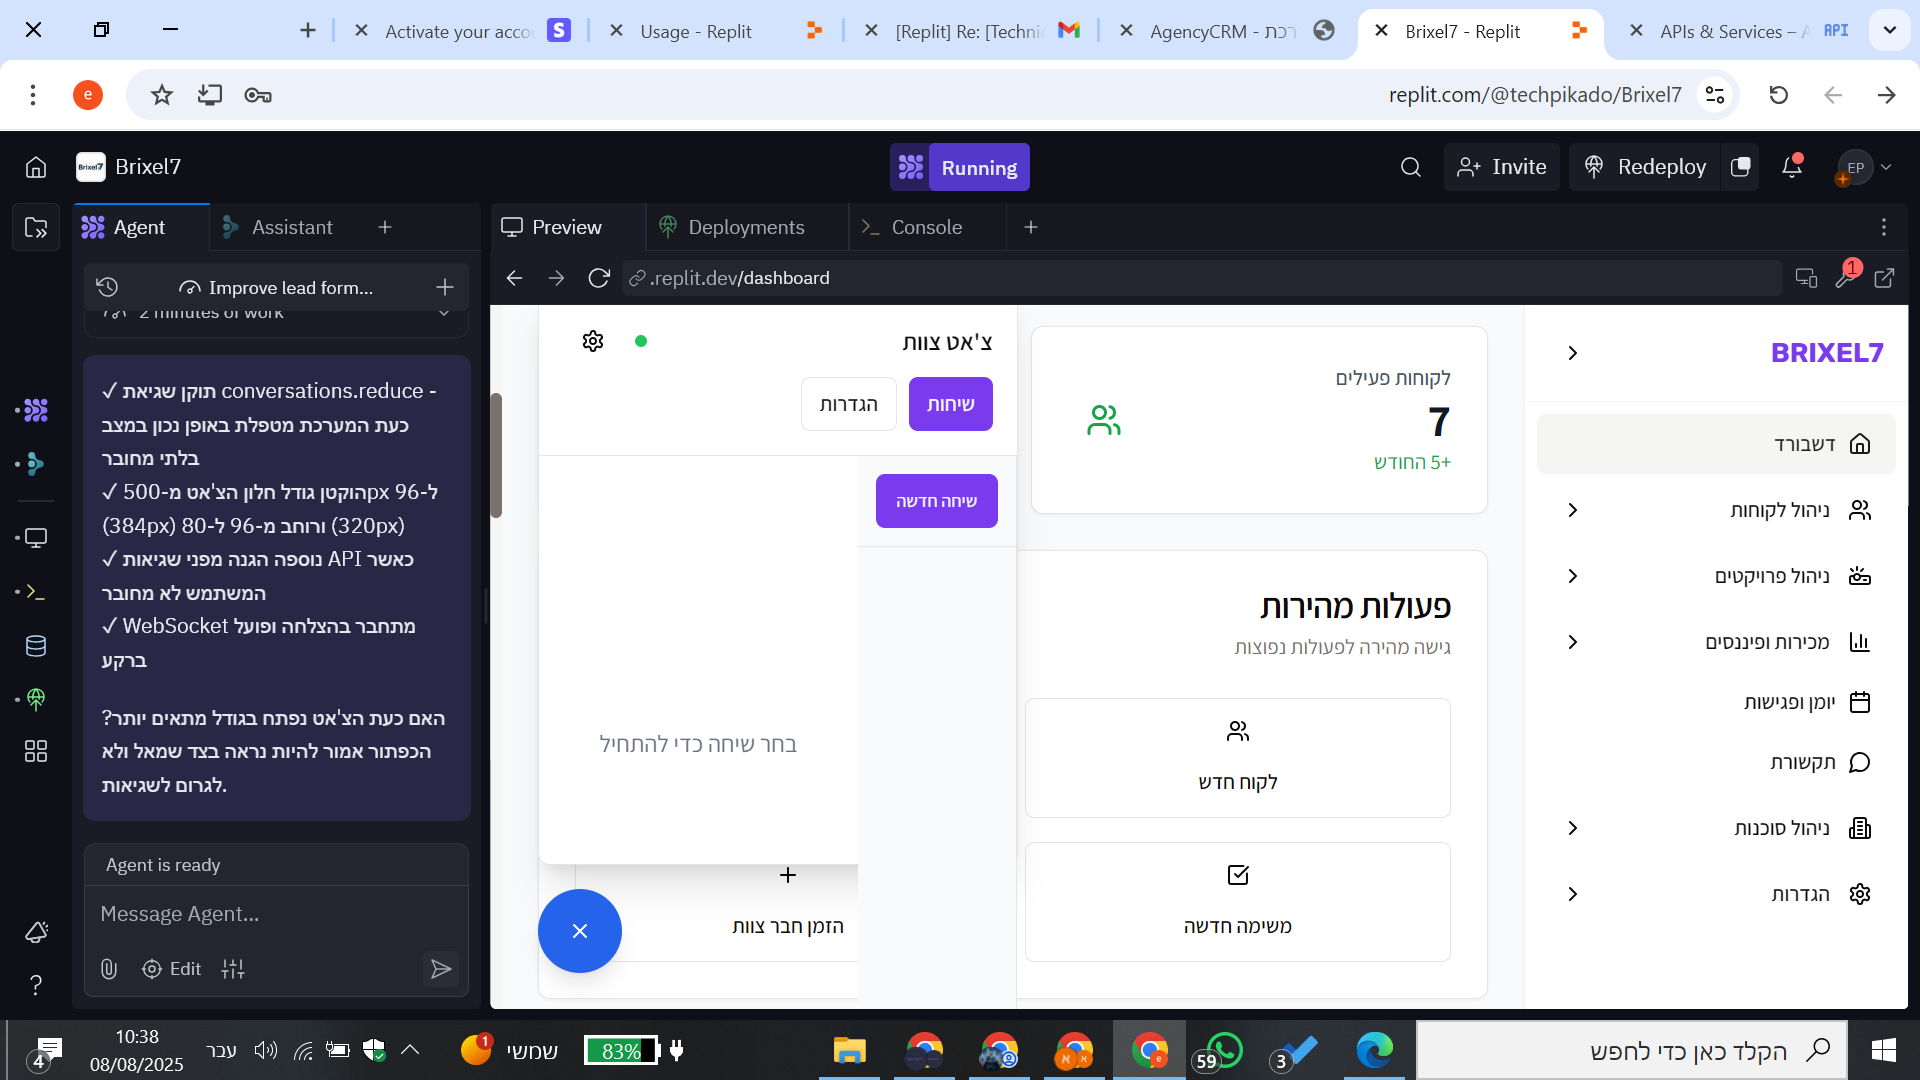 Activate your acco
Usage - Replit
[Replit] Re: [Techni
AgencyCRM - רכת
Brixel7 - Replit
APIs & Services – A
API
e
replit.com/@techpikado/Brixel7
Brixel7
Brixel7
Running
Invite
Redeploy
EP
Agent
Assistant
Preview
Deployments
Console
Improve lead form...
.replit.dev/dashboard
1
2 minutes of work
✓ תוקן שגיאת conversations.reduce -
כעת המערכת מטפלת באופן נכון במצב
בלתי מחובר
✓ הוקטן גודל חלון הצ'אט מ-500px ל-96
(384px) ורוחב מ-96 ל-80 (320px)
✓ נוספה הגנה מפני שגיאות API כאשר
המשתמש לא מחובר
✓ WebSocket מתחבר בהצלחה ופועל
ברקע
האם כעת הצ'אט נפתח בגודל מתאים יותר?
הכפתור אמור להיות נראה בצד שמאל ולא
לגרום לשגיאות.
Agent is ready
Message Agent...
Edit
צ'אט צוות
שיחות
הגדרות
שיחה חדשה
בחר שיחה כדי להתחיל
הזמן חבר צוות
לקוחות פעילים
7
+5 החודש
פעולות מהירות
גישה מהירה לפעולות נפוצות
לקוח חדש
משימה חדשה
BRIXEL7
דשבורד
ניהול לקוחות
ניהול פרויקטים
מכירות ופיננסים
יומן ופגישות
תקשורת
ניהול סוכנות
הגדרות
4
10:38
08/08/2025
עבר
1
שמשי
83%
59
3
הקלד כאן כדי לחפש